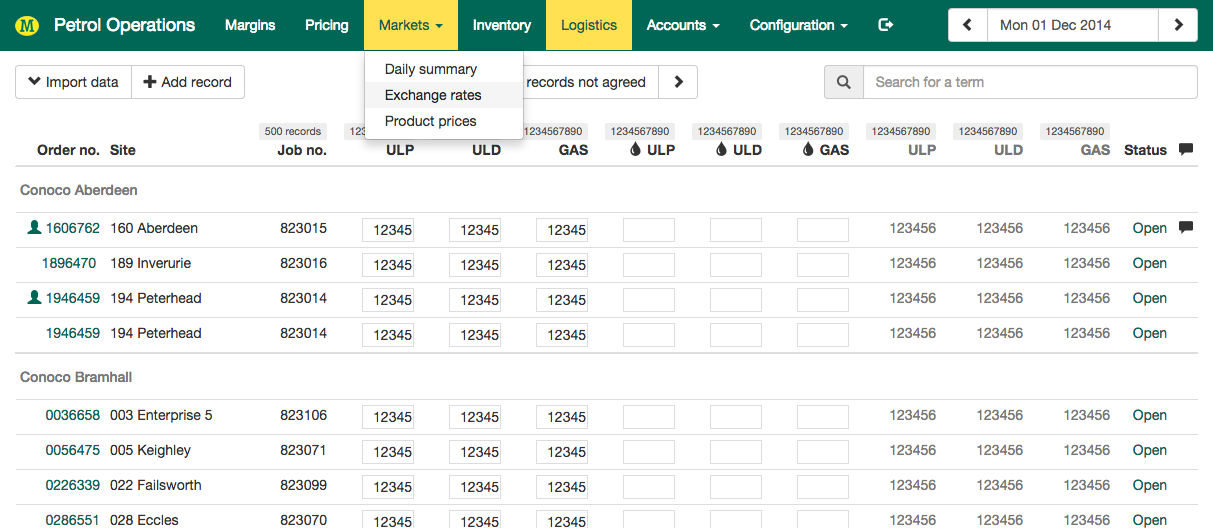 M Petrol Operations Margins Pricing Markets Inventory Logistics Accounts Configuration Mon 01 Dec 2014
Import data Add record records not agreed Search for a term
Daily summary
Exchange rates
Product prices
500 records 1234567890 1234567890 1234567890 1234567890 1234567890 1234567890 1234567890
Order no. Site Job no. ULP ULD GAS ULP ULD GAS ULP ULD GAS Status
Conoco Aberdeen
1606762 160 Aberdeen 823015 12345 12345 12345 123456 123456 123456 Open
1896470 189 Inverurie 823016 12345 12345 12345 123456 123456 123456 Open
1946459 194 Peterhead 823014 12345 12345 12345 123456 123456 123456 Open
1946459 194 Peterhead 823014 12345 12345 12345 123456 123456 123456 Open
Conoco Bramhall
0036658 003 Enterprise 5 823106 12345 12345 12345 123456 123456 123456 Open
0056475 005 Keighley 823071 12345 12345 12345 123456 123456 123456 Open
0226339 022 Failsworth 823099 12345 12345 12345 123456 123456 123456 Open
0286551 028 Eccles 823070 12345 12345 12345 123456 123456 123456 Open